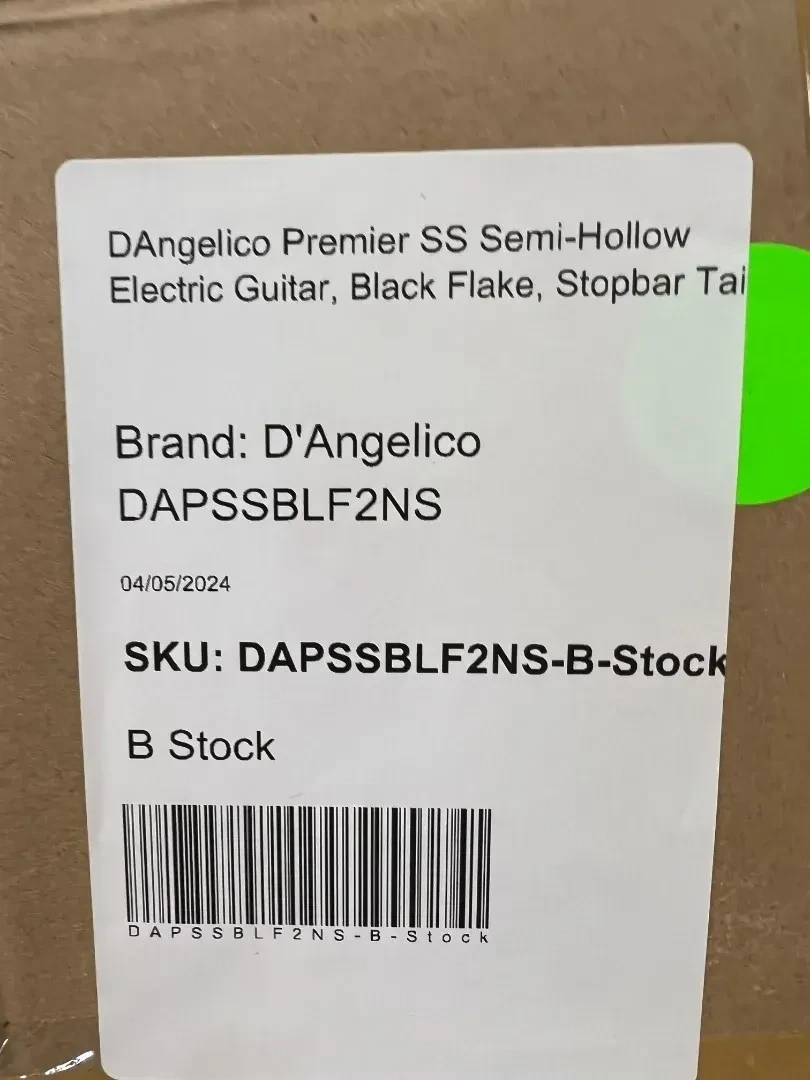 DAngelico Premier SS Semi-Hollow
Electric Guitar, Black Flake, Stopbar Tai
Brand: D'Angelico
DAPSSBLF2NS
04/05/2024
SKU: DAPSSBLF2NS-B-Stock
B Stock
DAPSSBLF2NS-B-Stock